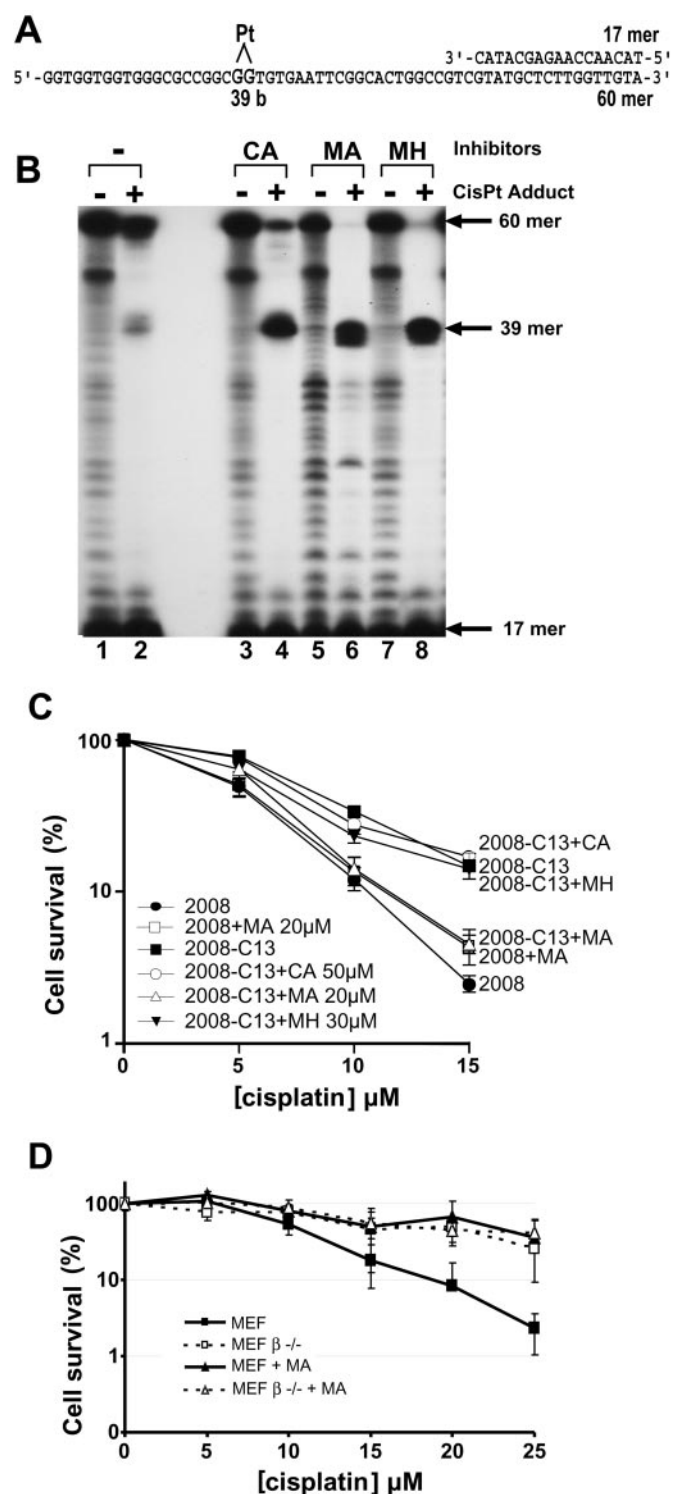 A
Pt
17 mer
3'-CATACGAGAACCAACAT-5'
5'-GGTGGTGGTGGGCGCCGGCGGTGTGAATTCGGCACTGGCCGTCGTATGCTCTTGGTTGTA-3'
39 b 60 mer
B
- CA MA MH Inhibitors
- + - + - + - + CisPt Adduct
60 mer
39 mer
17 mer
1 2 3 4 5 6 7 8
C
Cell survival (%)
100
10
1
2008
2008+MA 20µM
2008-C13
2008-C13+CA 50µM
2008-C13+MA 20µM
2008-C13+MH 30µM
2008-C13+CA
2008-C13
2008-C13+MH
2008-C13+MA
2008+MA
2008
0 5 10 15
[cisplatin] µM
D
Cell survival (%)
100
10
1
0
MEF
MEF β -/-
MEF + MA
MEF β -/- + MA
0 5 10 15 20 25
[cisplatin] µM